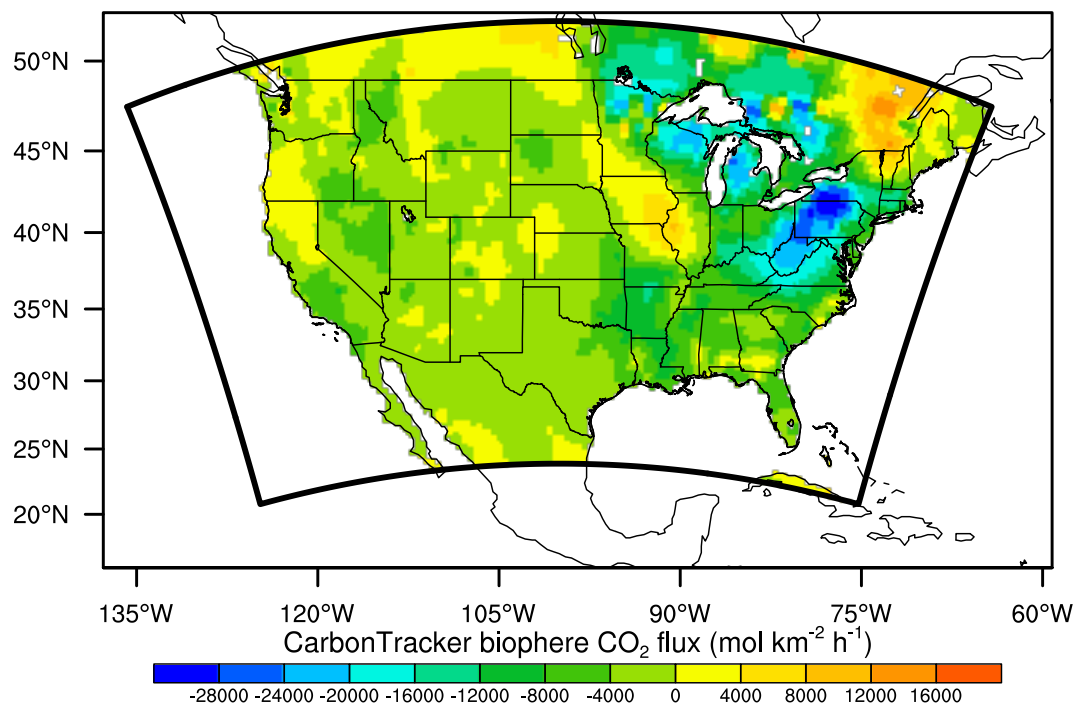 50°N
45°N
40°N
35°N
30°N
25°N
20°N
135°W 120°W 105°W 90°W 75°W 60°W
CarbonTracker biophere CO₂ flux (mol km⁻² h⁻¹)
-28000 -24000 -20000 -16000 -12000 -8000 -4000 0 4000 8000 12000 16000